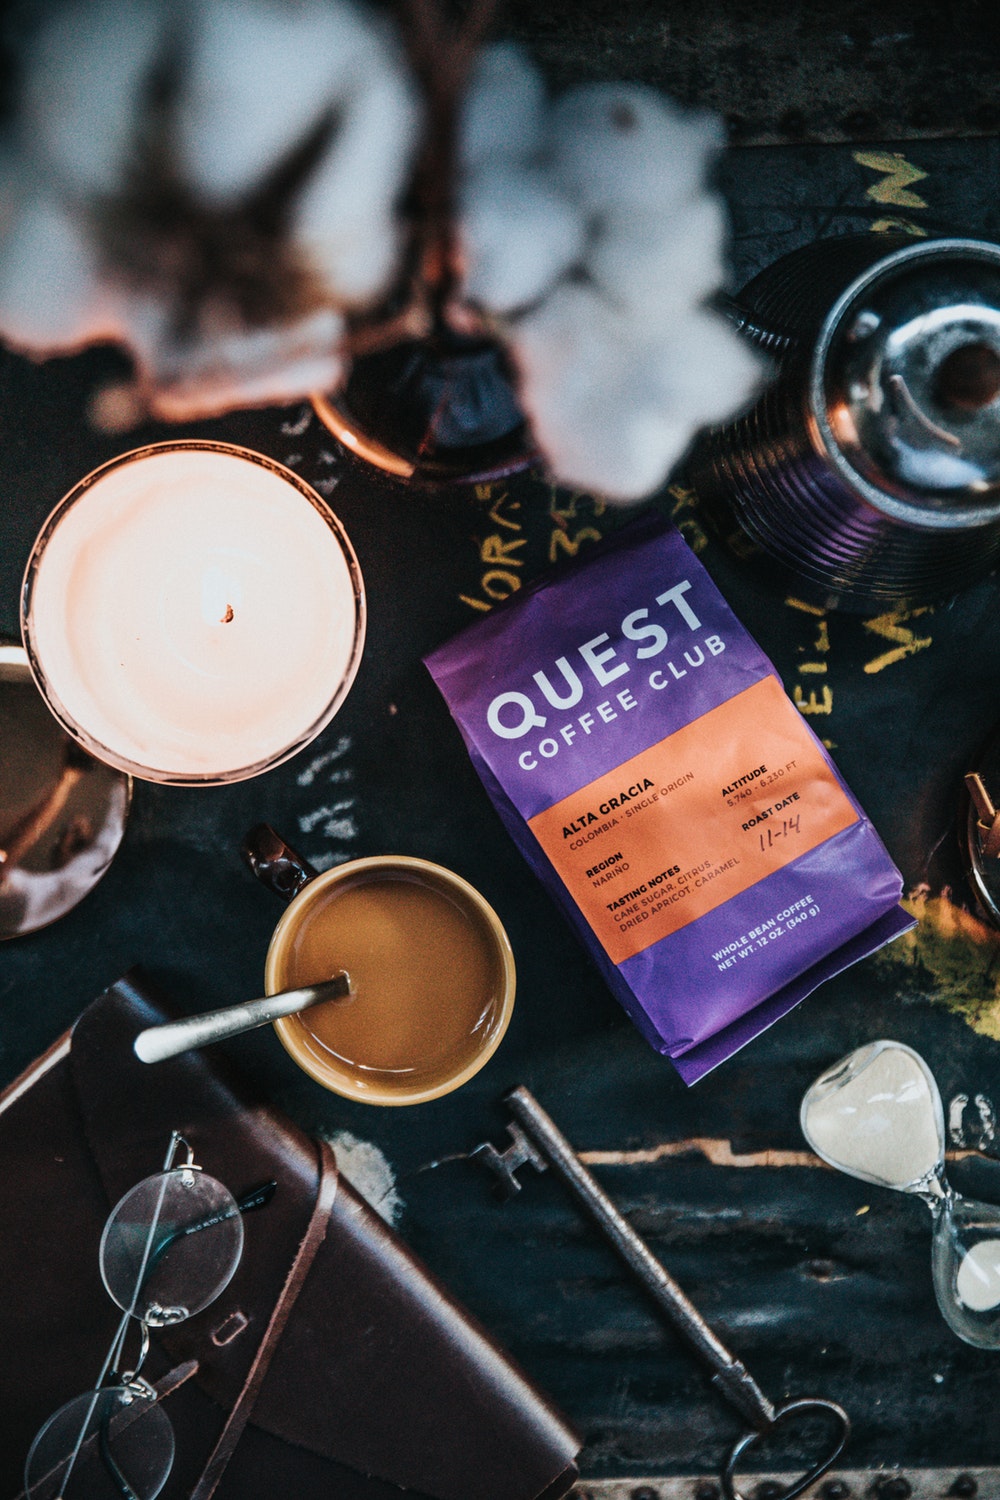 QUEST
COFFEE CLUB
ALTA GRACIA
COLOMBIA • SINGLE ORIGIN
ALTITUDE
5,740 - 6,230 FT
REGION
NARIÑO
ROAST DATE
11-14
TASTING NOTES
CANE SUGAR, CITRUS,
DRIED APRICOT, CARAMEL
WHOLE BEAN COFFEE
NET WT. 12 OZ. (340 g)